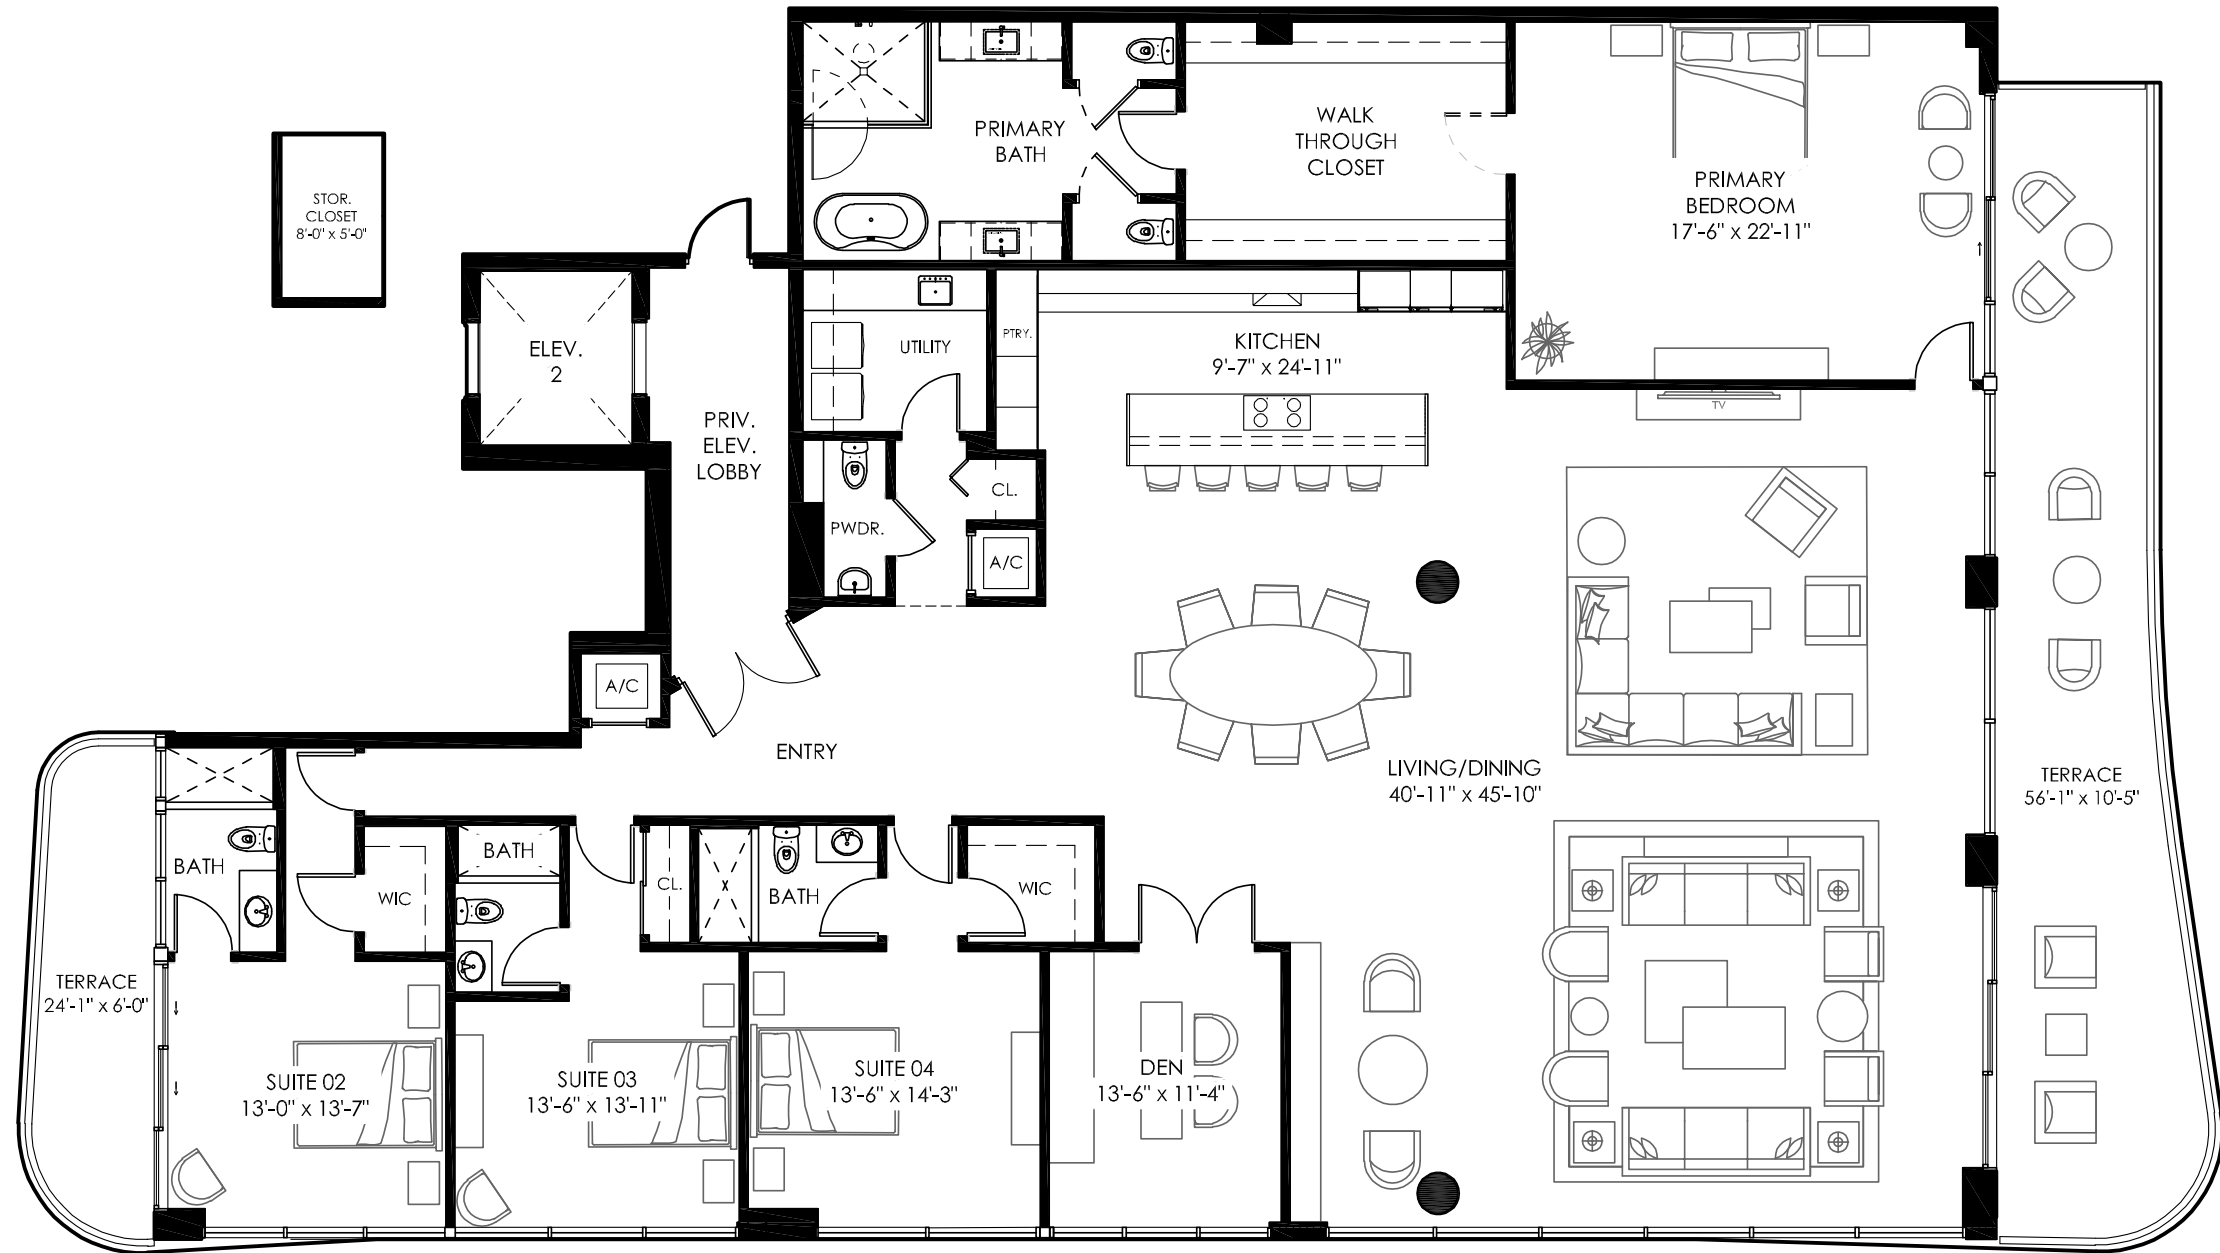 PRIMARY
BATH
WALK
THROUGH
CLOSET
PRIMARY
BEDROOM
17'-6" x 22'-11"
STOR.
CLOSET
8'-0" x 5'-0"
ELEV.
2
UTILITY
PTRY.
KITCHEN
9'-7" x 24'-11"
TV
PRIV.
ELEV.
LOBBY
CL.
PWDR.
A/C
A/C
ENTRY
LIVING/DINING
40'-11" x 45'-10"
TERRACE
56'-1" x 10'-5"
BATH
BATH
WIC
CL.
BATH
WIC
TERRACE
24'-1" x 6'-0"
SUITE 02
13'-0" x 13'-7"
SUITE 03
13'-6" x 13'-11"
SUITE 04
13'-6" x 14'-3"
DEN
13'-6" x 11'-4"